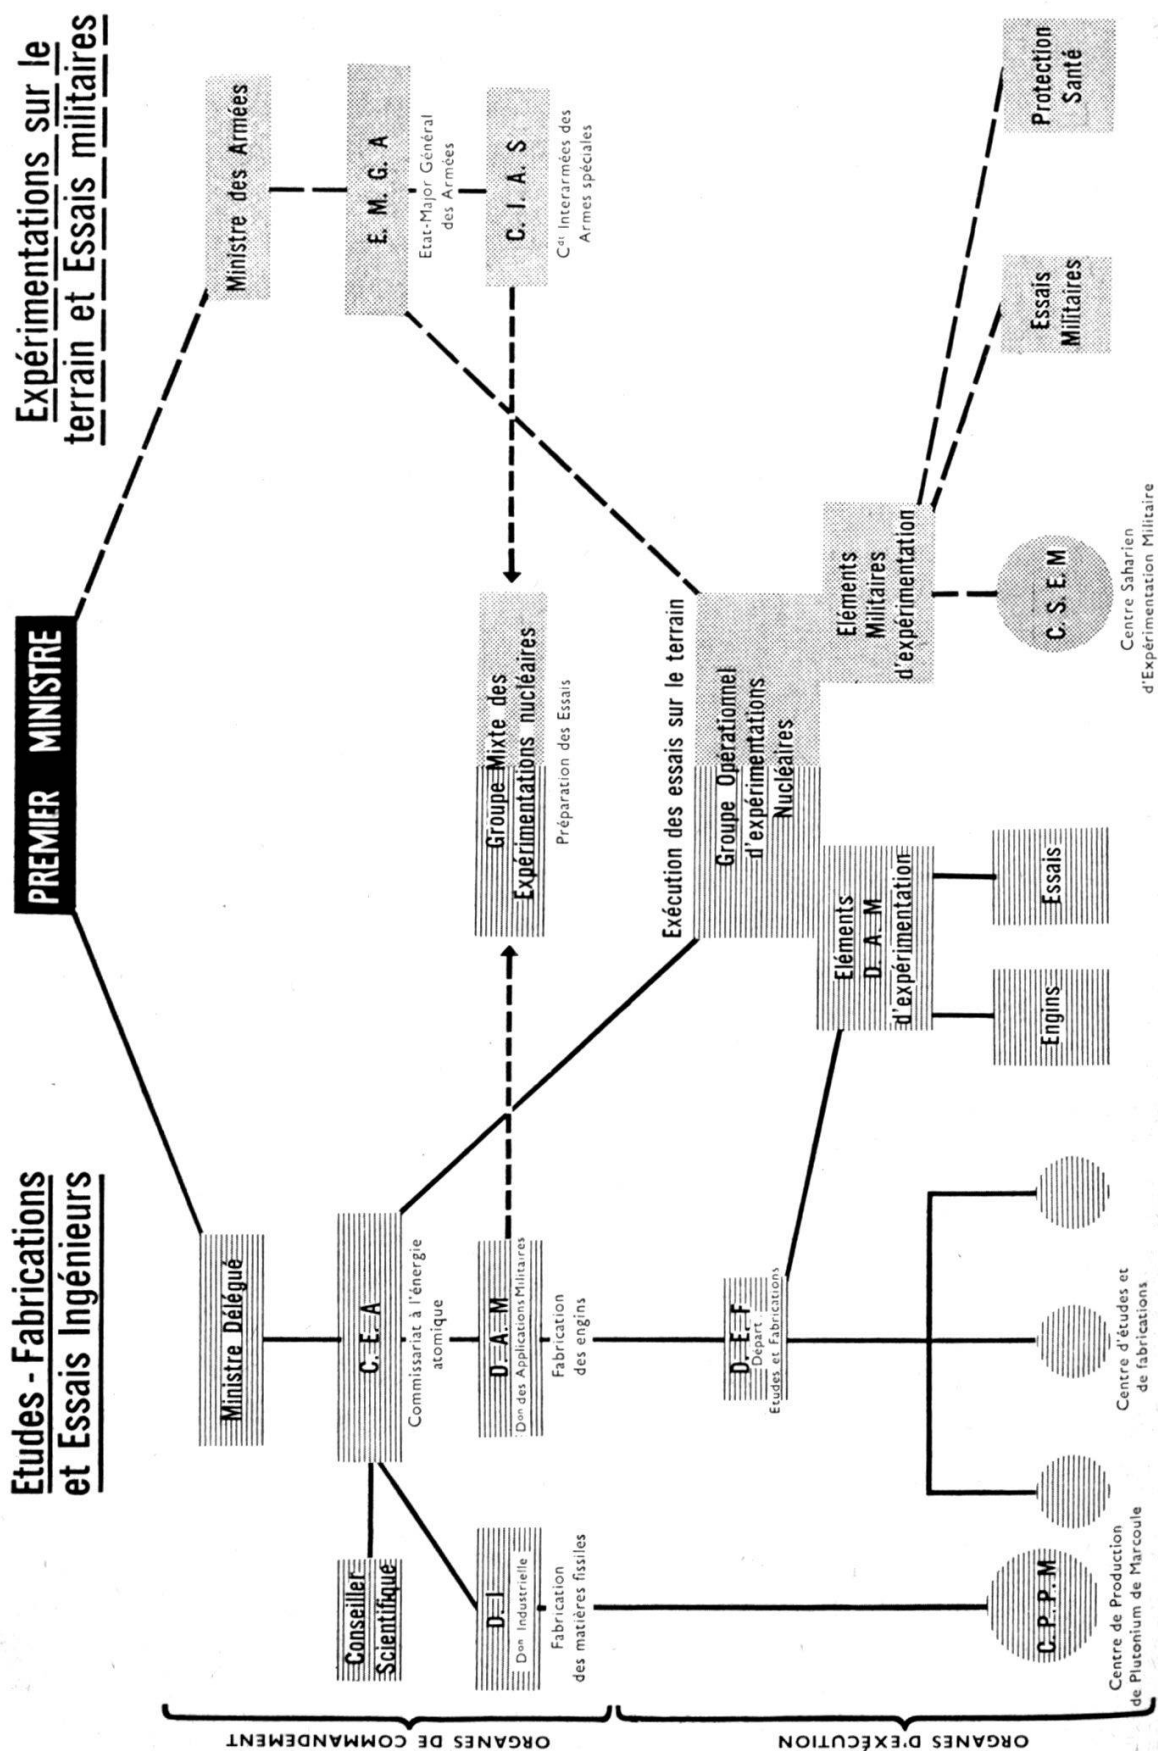 Etudes - Fabrications
et Essais Ingénieurs
PREMIER MINISTRE
Expérimentations sur le
terrain et Essais militaires
Ministre Délégué
Ministre des Armées
Conseiller
Scientifique
C. E. A
Commissariat à l'énergie
atomique
E. M. G. A
Etat-Major Général
des Armées
D. I
Dᵒⁿ Industrielle
Fabrication
des matières fissiles
D. A. M
Dᵒⁿ des Applications Militaires
Fabrication
des engins
Groupe Mixte des
Expérimentations nucléaires
Préparation des Essais
C. I. A. S
Cᵈᵗ Interarmées des
Armes spéciales
Exécution des essais sur le terrain
Groupe Opérationnel
d'expérimentations
Nucléaires
D. E. F
Départ.
Etudes et Fabrications
Eléments
D. A. M
d'expérimentation
Eléments
Militaires
d'expérimentation
C. P. P. M
Centre de Production
de Plutonium de Marcoule
Centre d'études et
de fabrications
Engins
Essais
C. S. E. M
Centre Saharien
d'Expérimentation Militaire
Essais
Militaires
Protection
Santé
ORGANES DE COMMANDEMENT
ORGANES D'EXÉCUTION